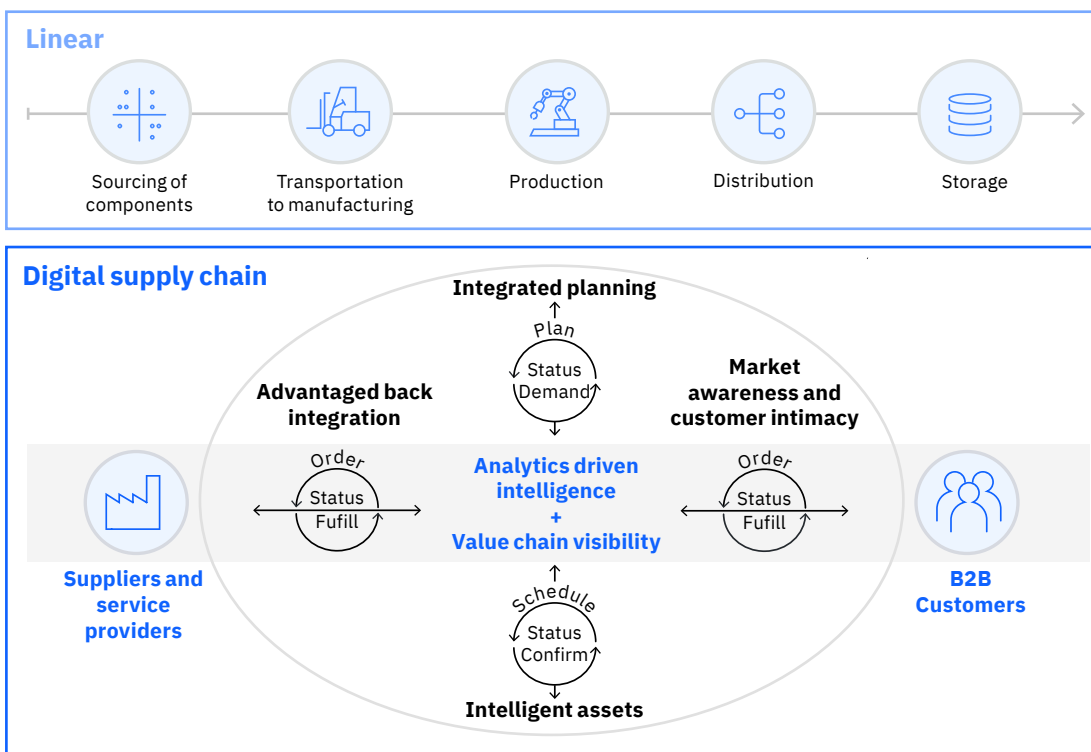 Linear
Sourcing of
components
Transportation
to manufacturing
Production
Distribution
Storage
Digital supply chain
Integrated planning
Plan
Status
Demand
Advantaged back
integration
Market
awareness and
customer intimacy
Order
Status
Fufill
Analytics driven
intelligence
+
Value chain visibility
Order
Status
Fufill
Suppliers and
service
providers
B2B
Customers
Schedule
Status
Confirm
Intelligent assets